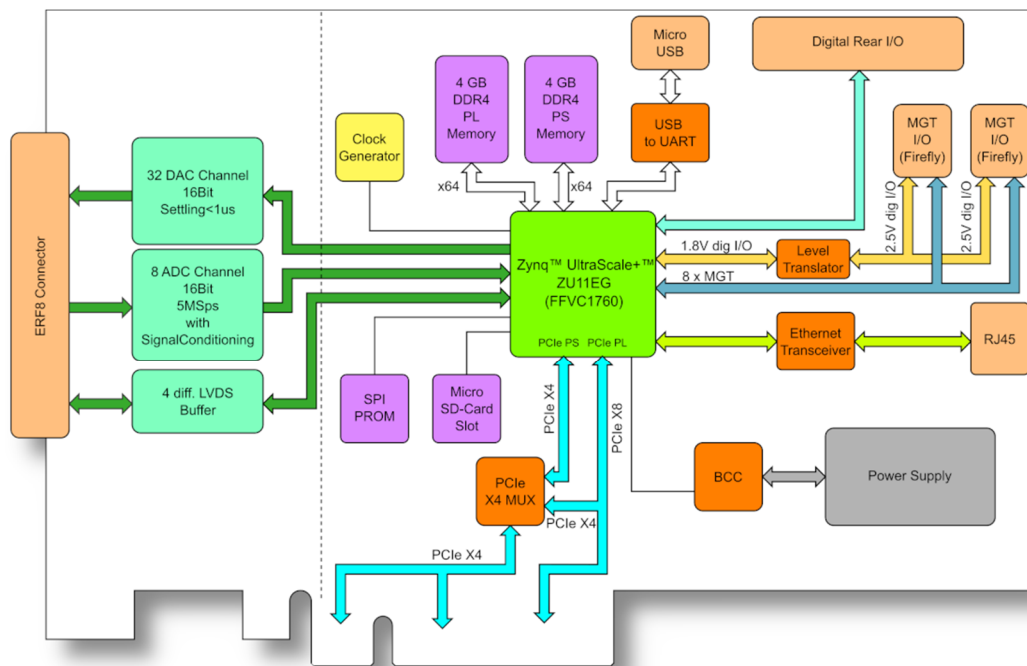 Micro
USB
Digital Rear I/O
4 GB
DDR4
PL
Memory
4 GB
DDR4
PS
Memory
Clock
Generator
USB
to UART
MGT
I/O
(Firefly)
MGT
I/O
(Firefly)
x64
x64
32 DAC Channel
16Bit
Settling<1us
8 ADC Channel
16Bit
5MSps
with
SignalConditioning
4 diff. LVDS
Buffer
ERF8 Connector
Zynq™ UltraScale+™
ZU11EG
(FFVC1760)
PCIe PS
PCIe PL
1.8V dig I/O
Level
Translator
2.5V dig I/O
2.5V dig I/O
8 x MGT
Ethernet
Transceiver
RJ45
SPI
PROM
Micro
SD-Card
Slot
PCIe X4
PCIe X8
PCIe
X4 MUX
PCIe X4
PCIe X4
BCC
Power Supply